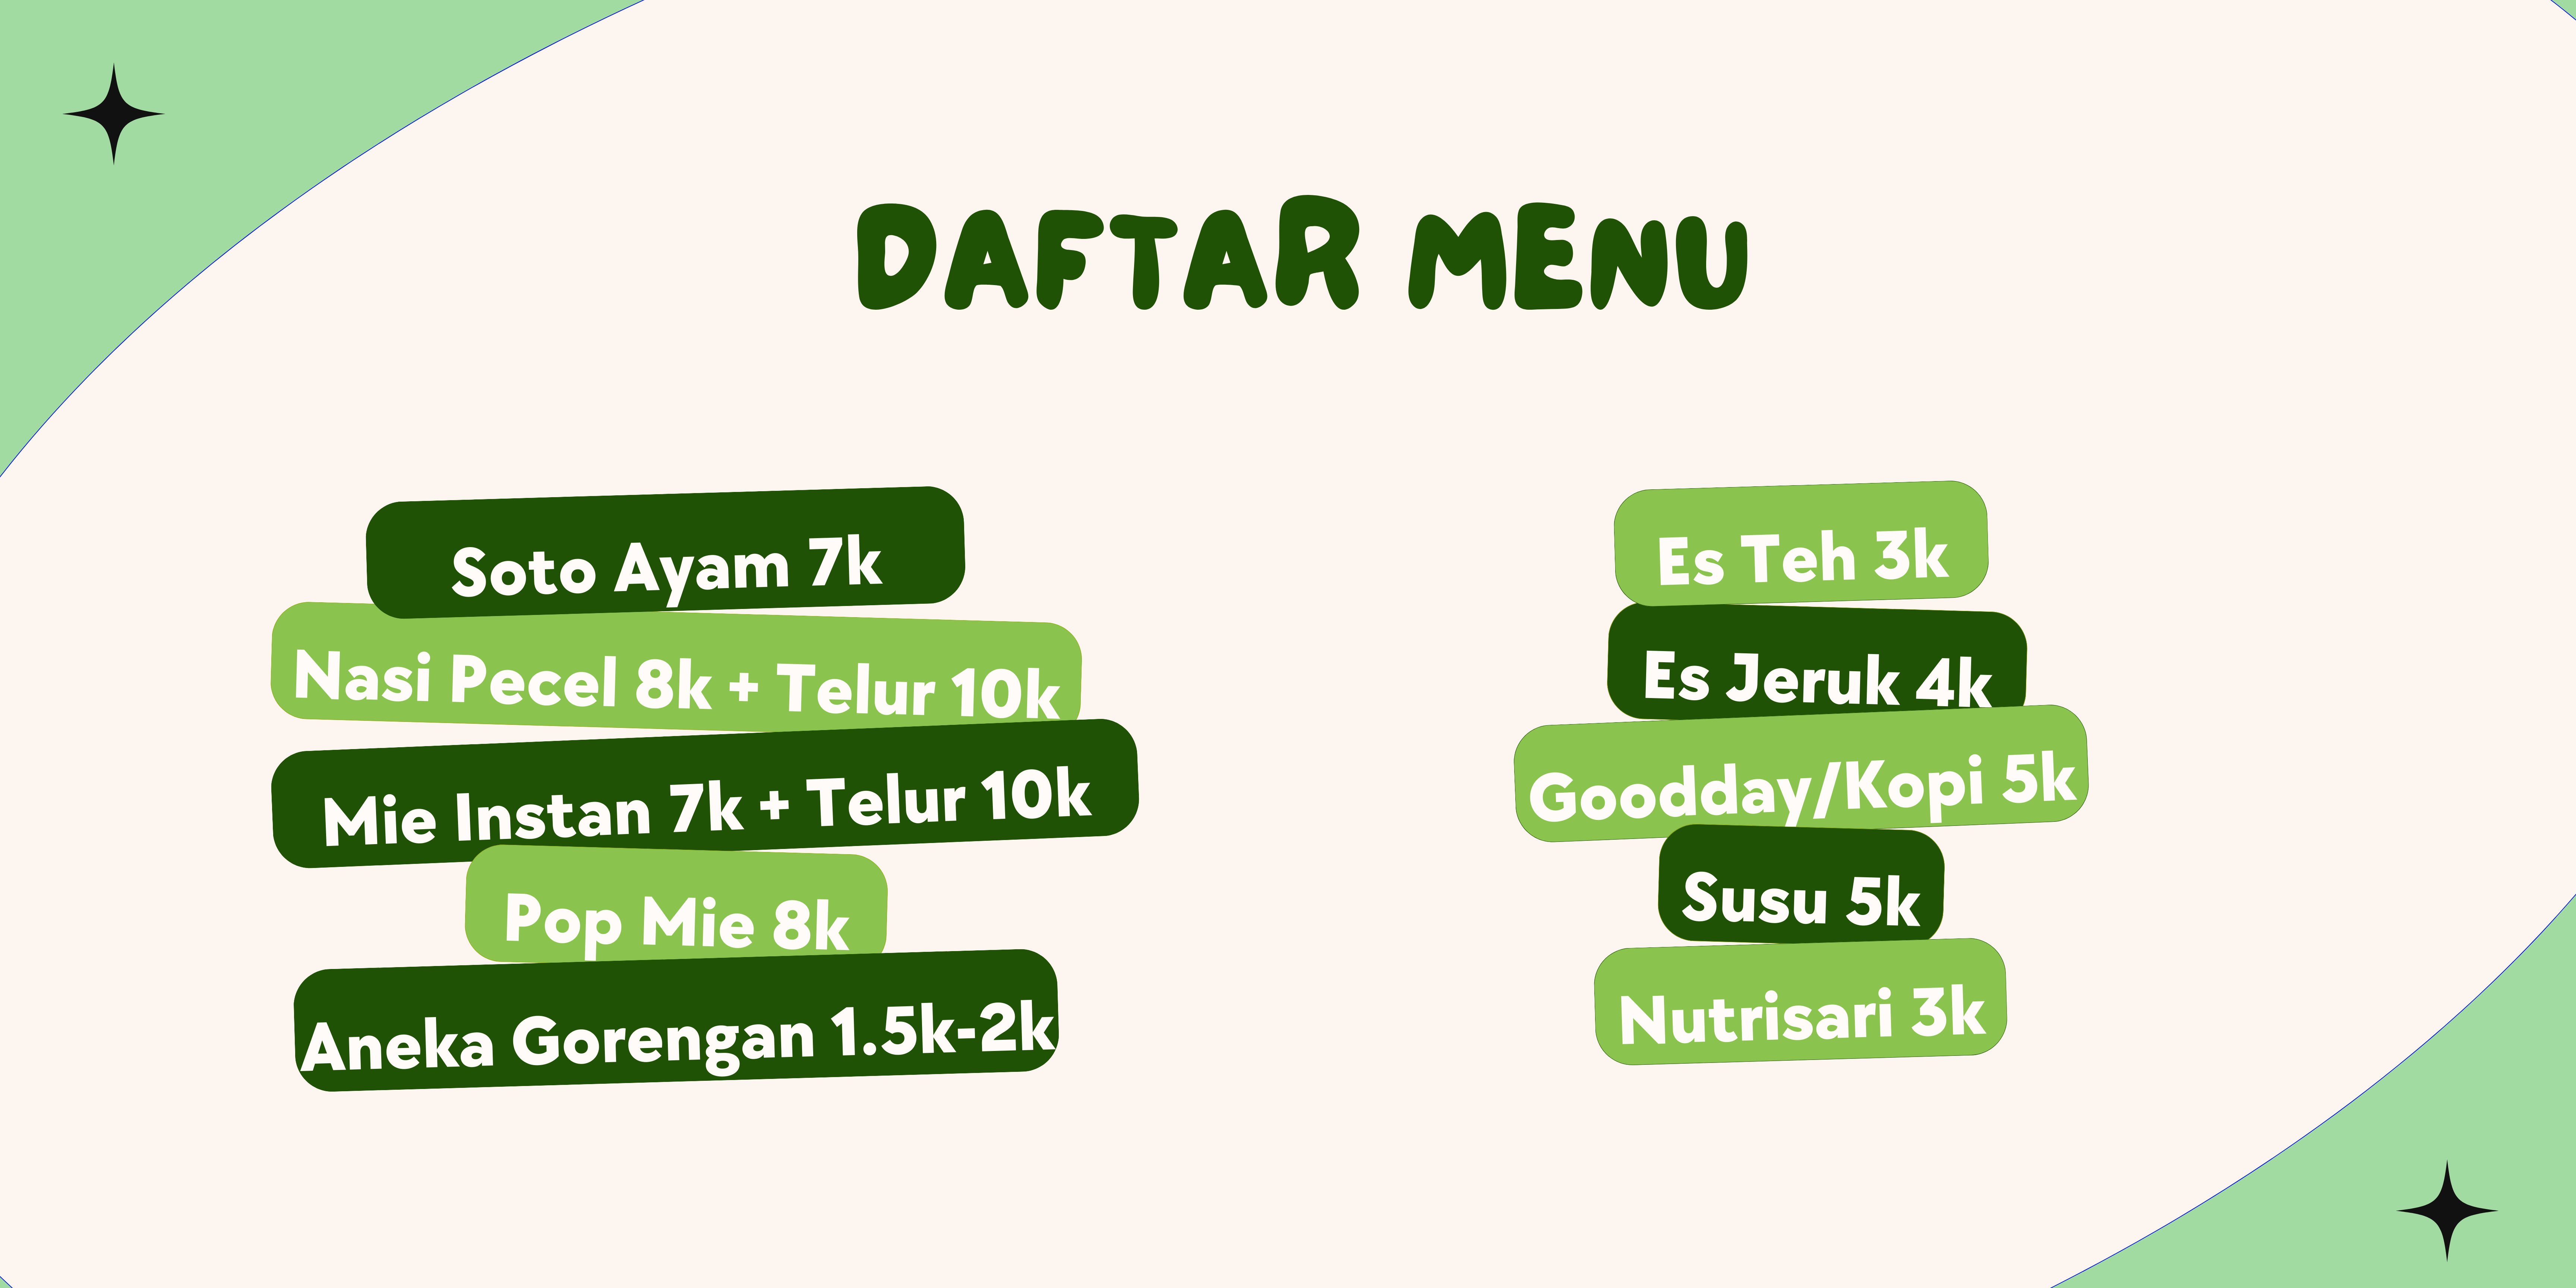 DAFTAR MENU
Soto Ayam 7k
Nasi Pecel 8k + Telur 10k
Mie Instan 7k + Telur 10k
Pop Mie 8k
Aneka Gorengan 1.5k-2k
Es Teh 3k
Es Jeruk 4k
Goodday/Kopi 5k
Susu 5k
Nutrisari 3k